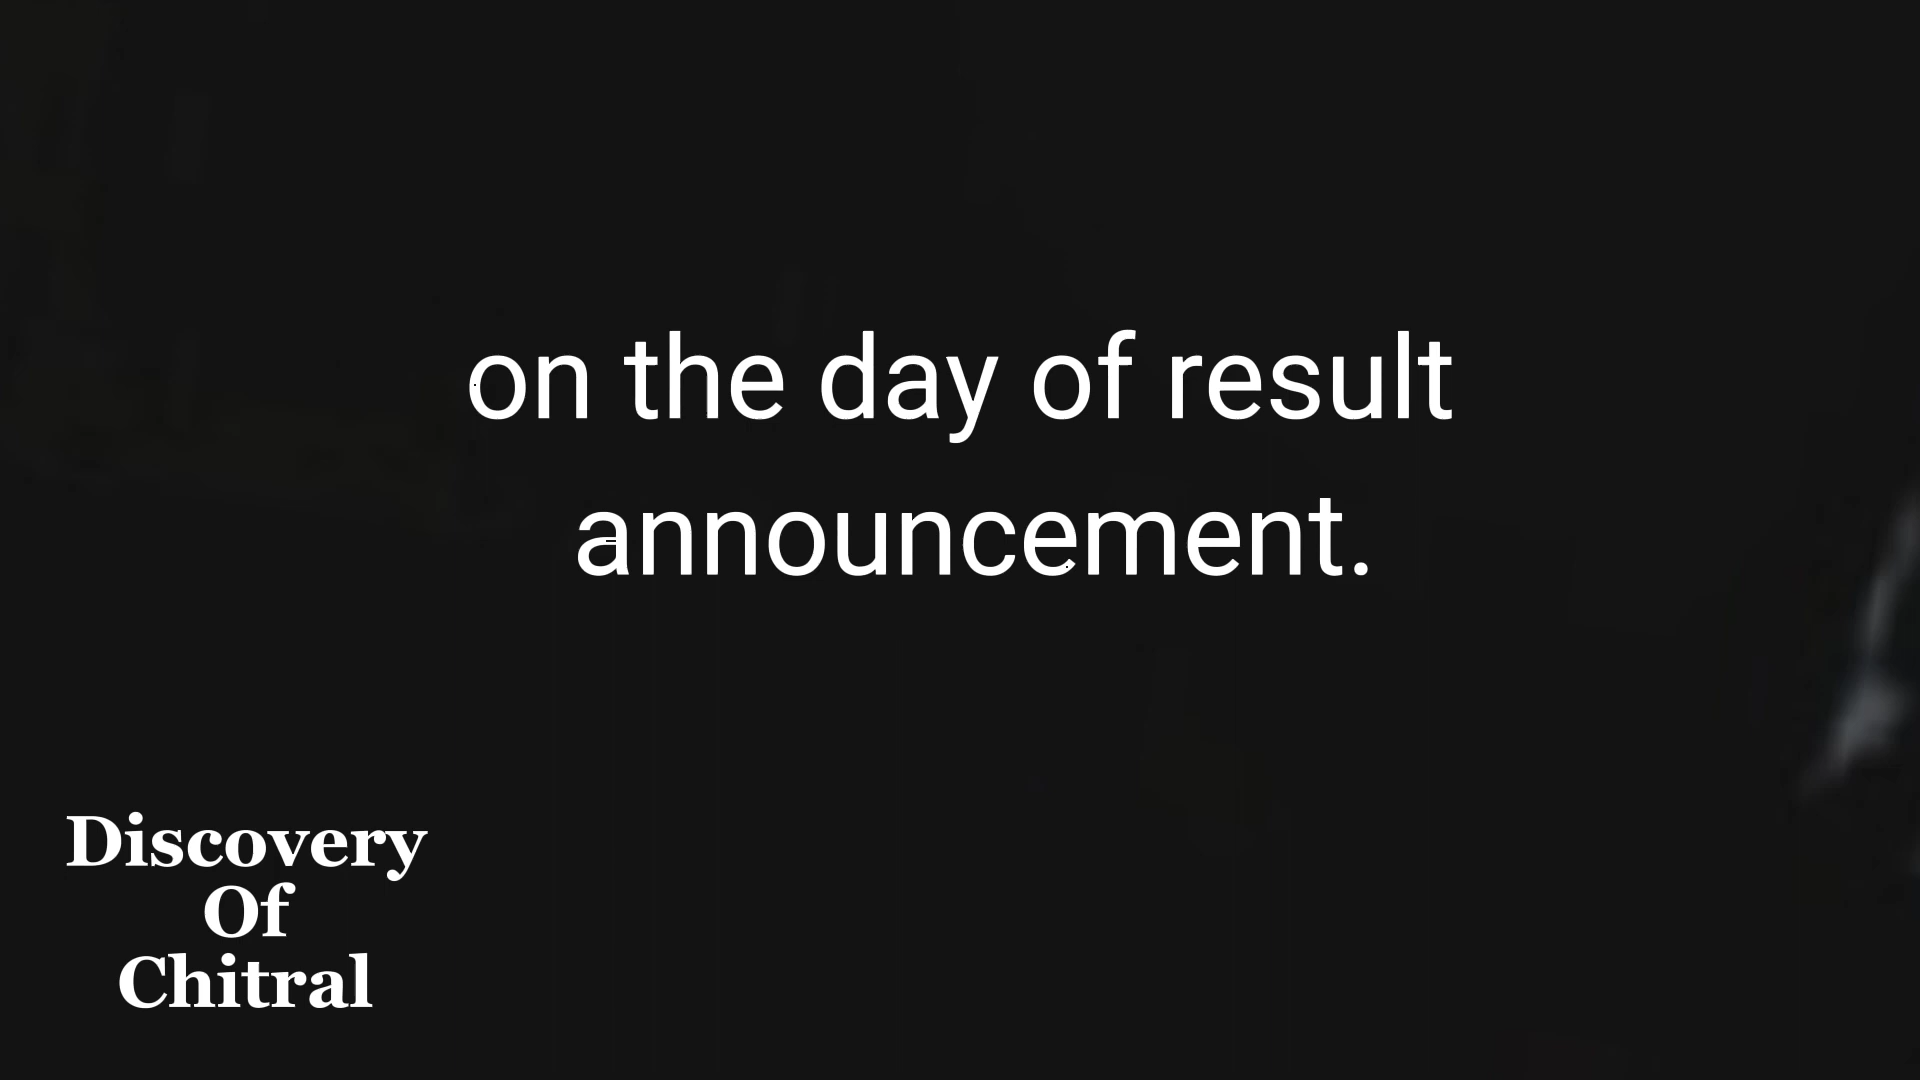 on the day of result
announcement.
Discovery
Of
Chitral